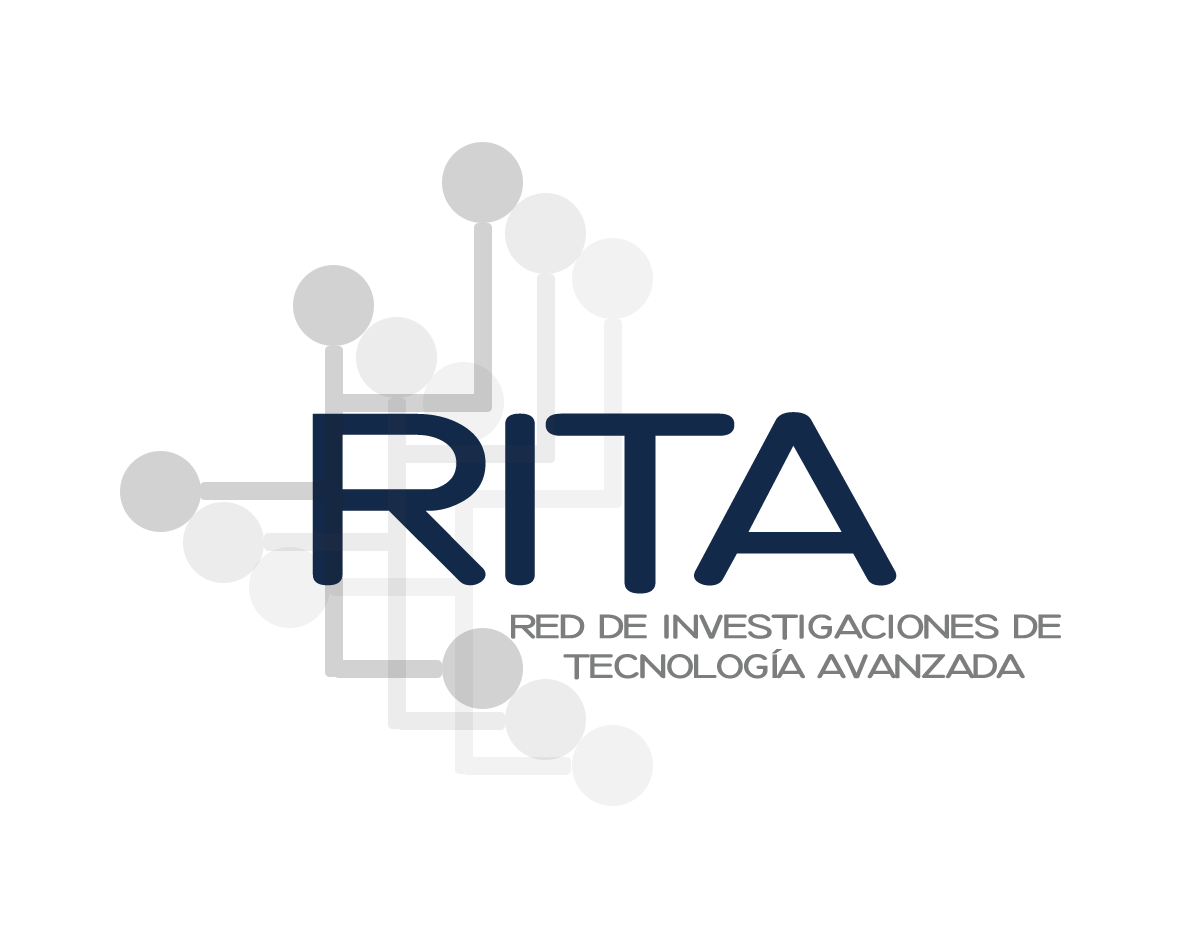 RITA
RED DE INVESTIGACIONES DE
TECNOLOGÍA AVANZADA